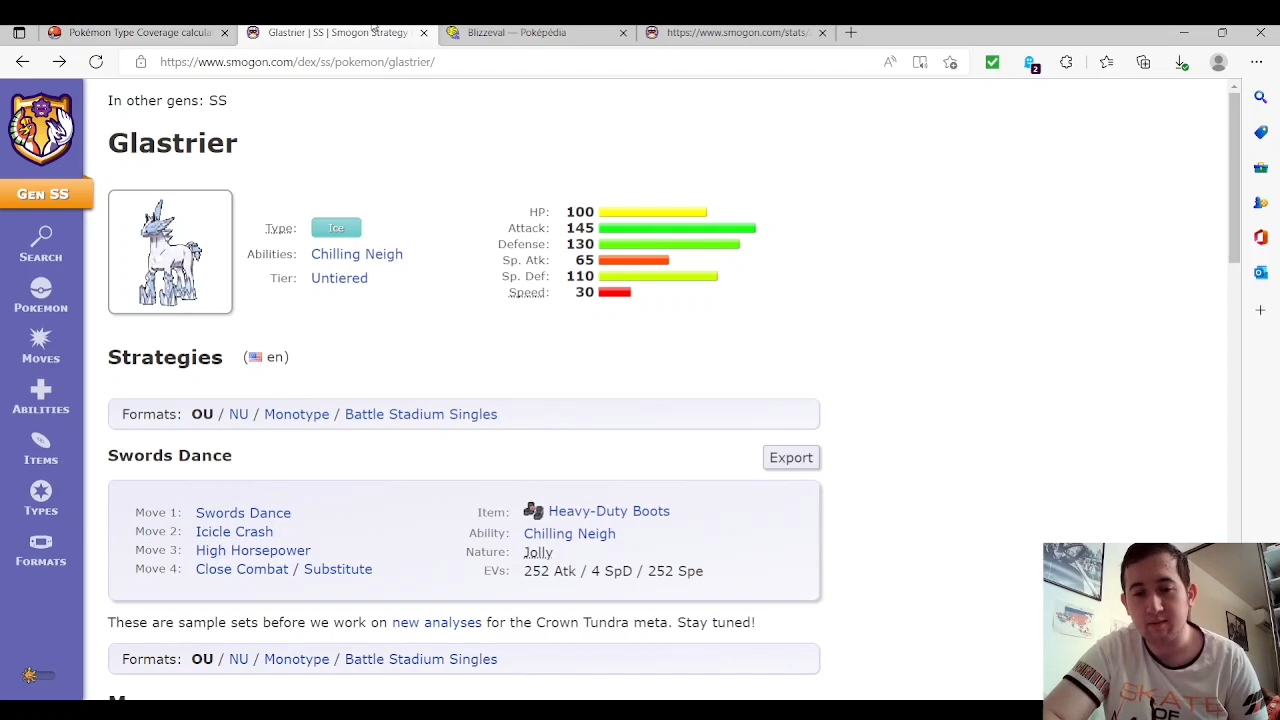 Pokémon Type Coverage calcula
Glastrier | SS | Smogon Strategy
Blizzeval — Poképédia
https://www.smogon.com/stats/
https://www.smogon.com/dex/ss/pokemon/glastrier/
2
In other gens: SS
Glastrier
GEN SS
SEARCH
POKEMON
MOVES
ABILITIES
ITEMS
TYPES
FORMATS
Type: Ice
Abilities: Chilling Neigh
Tier: Untiered
HP: 100
Attack: 145
Defense: 130
Sp. Atk: 65
Sp. Def: 110
Speed: 30
Strategies (en)
Formats: OU / NU / Monotype / Battle Stadium Singles
Swords Dance
Export
Move 1: Swords Dance
Move 2: Icicle Crash
Move 3: High Horsepower
Move 4: Close Combat / Substitute
Item: Heavy-Duty Boots
Ability: Chilling Neigh
Nature: Jolly
EVs: 252 Atk / 4 SpD / 252 Spe
These are sample sets before we work on new analyses for the Crown Tundra meta. Stay tuned!
Formats: OU / NU / Monotype / Battle Stadium Singles
SKATE
OF